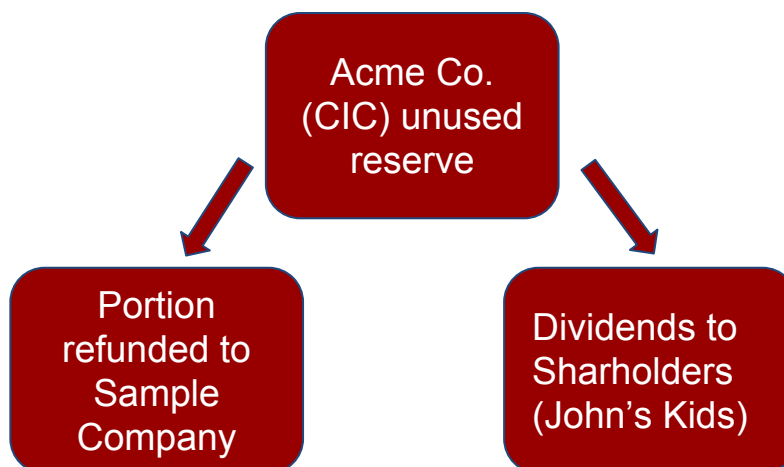 Acme Co.
(CIC) unused
reserve
Portion
refunded to
Sample
Company
Dividends to
Sharholders
(John’s Kids)